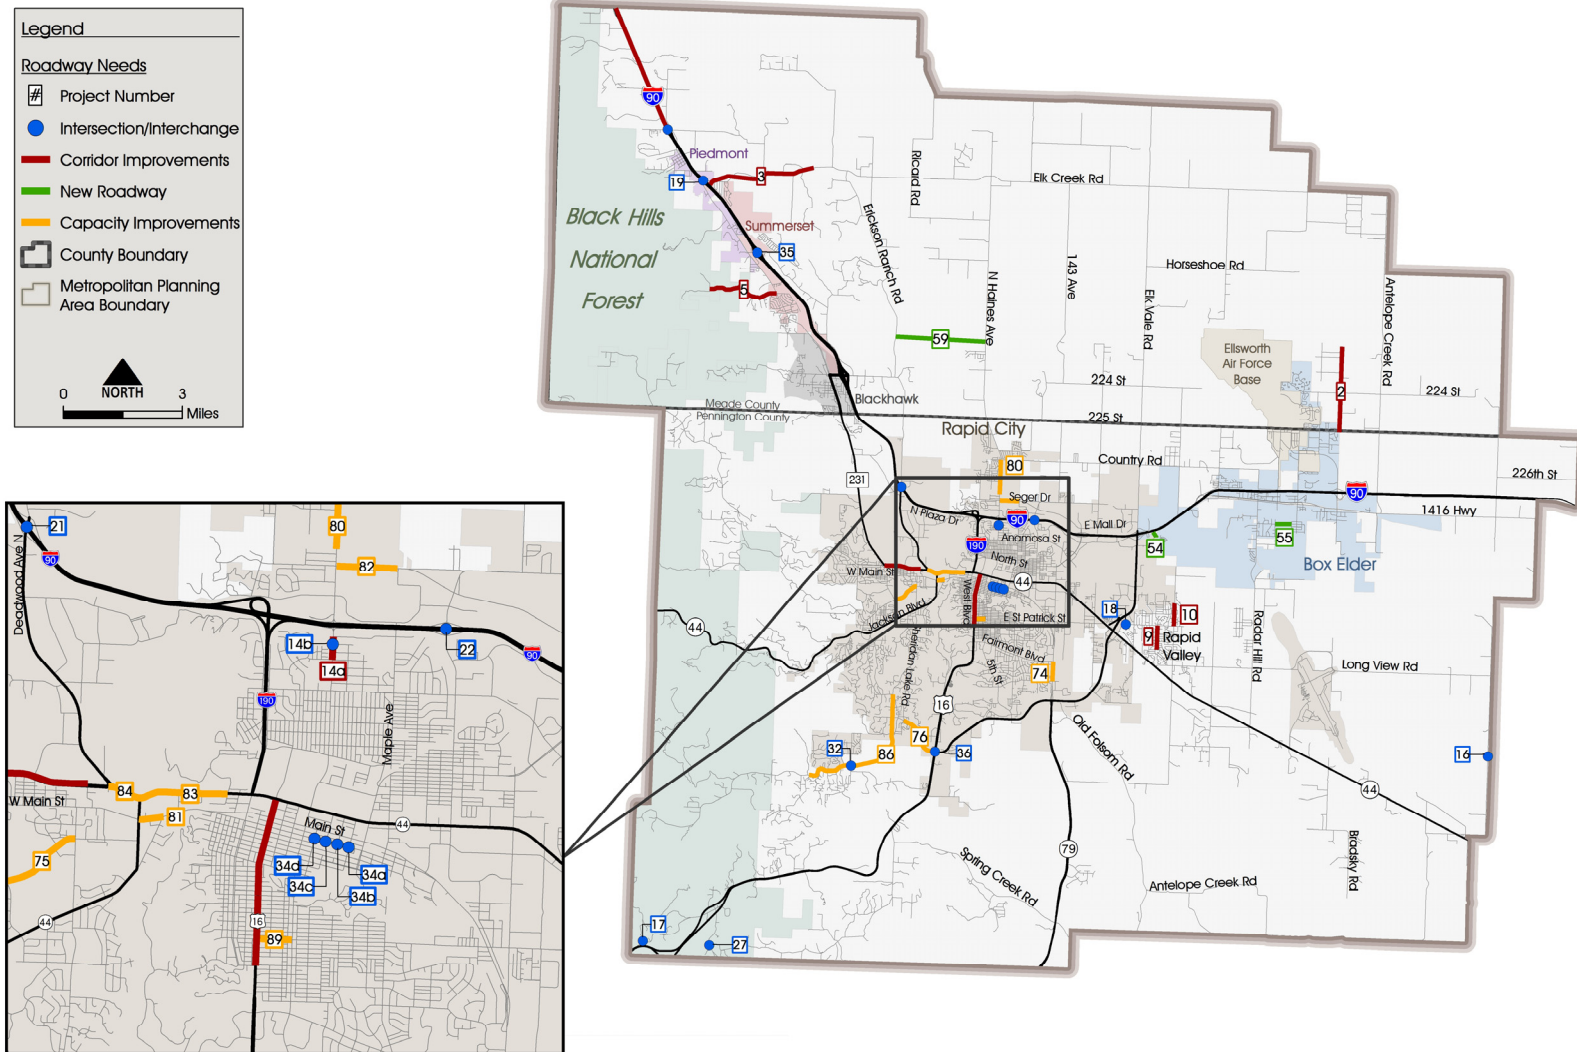 Legend
Roadway Needs
# Project Number
Intersection/Interchange
Corridor Improvements
New Roadway
Capacity Improvements
County Boundary
Metropolitan Planning
Area Boundary
NORTH
0 3
Miles
90
Piedmont
19
3
Elk Creek Rd
Ricard Rd
Black Hills
National
Forest
Summerset
35
Erickson Ranch Rd
5
N Haines Ave
143 Ave
Horseshoe Rd
Elk Vale Rd
Antelope Creek Rd
59
Ellsworth
Air Force
Base
2
224 St
224 St
Blackhawk
Meade County
Pennington County
225 St
Rapid City
Country Rd
80
226th St
231
Seger Dr
90
1416 Hwy
N Plaza Dr
90
E Mall Dr
Anamosa St
190
North St
54
55
Box Elder
W Main St
44
West Blvd
18
10
Jackson Blvd
E St Patrick St
9
Rapid
Valley
44
Sheridan Lake Rd
Fairmont Blvd
5th St
74
Radar Hill Rd
Long View Rd
16
Old Folsom Rd
76
32
86
36
16
44
79
Spring Creek Rd
Antelope Creek Rd
Bradsky Rd
17
27
21
80
Deadwood Ave N
90
82
14b
14a
22
90
190
Maple Ave
84
83
W Main St
81
Main St
44
75
34d
34a
34c
34b
44
16
89